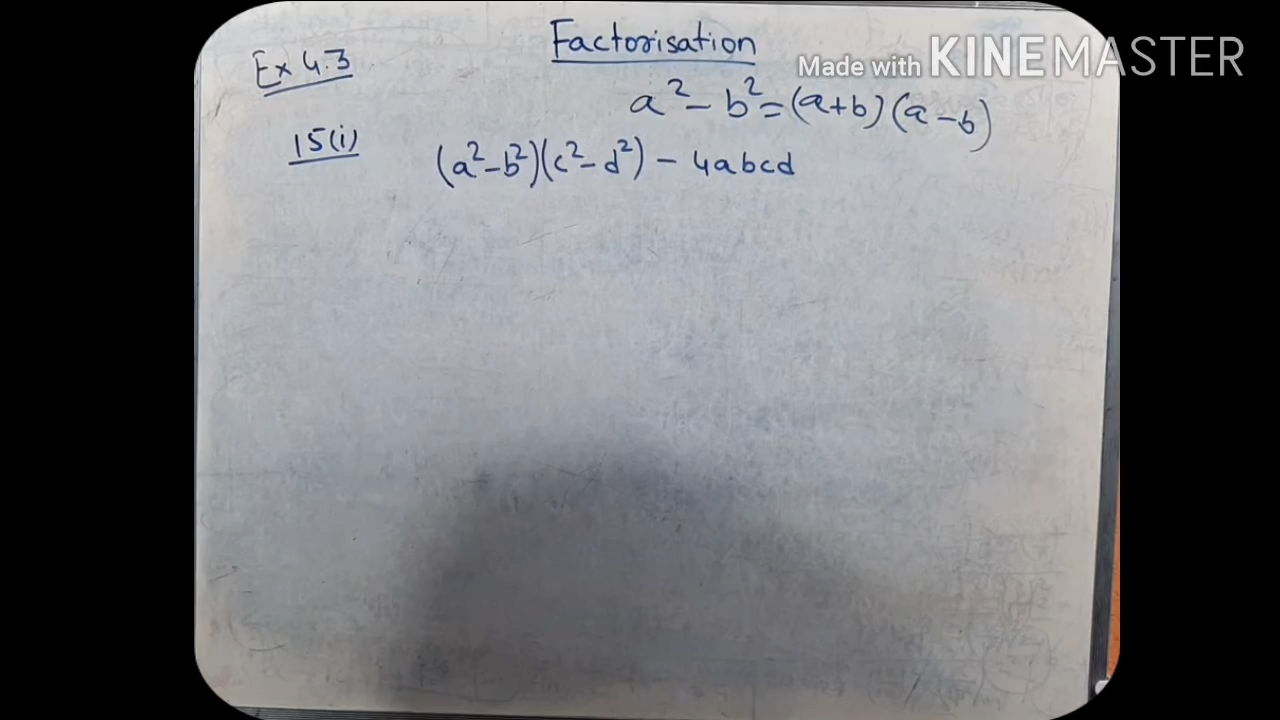 Factorisation
Made with KINEMASTER
Ex 4.3
a² - b² = (a+b) (a-b)
15(i)
(a²-b²)(c²-d²) - 4abcd